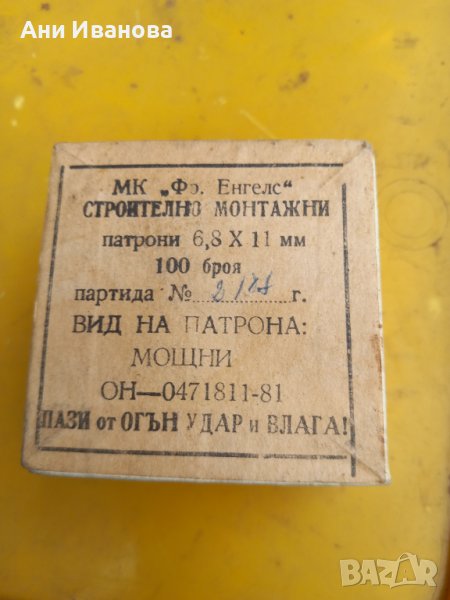 Ани Иванова
МК „Фр. Енгелс“
СТРОИТЕЛНО МОНТАЖНИ
патрони 6,8 X 11 мм
100 броя
партида № г.
ВИД НА ПАТРОНА:
МОЩНИ
ОН—0471811-81
ПАЗИ от ОГЪН УДАР и ВЛАГА!
BAZAR